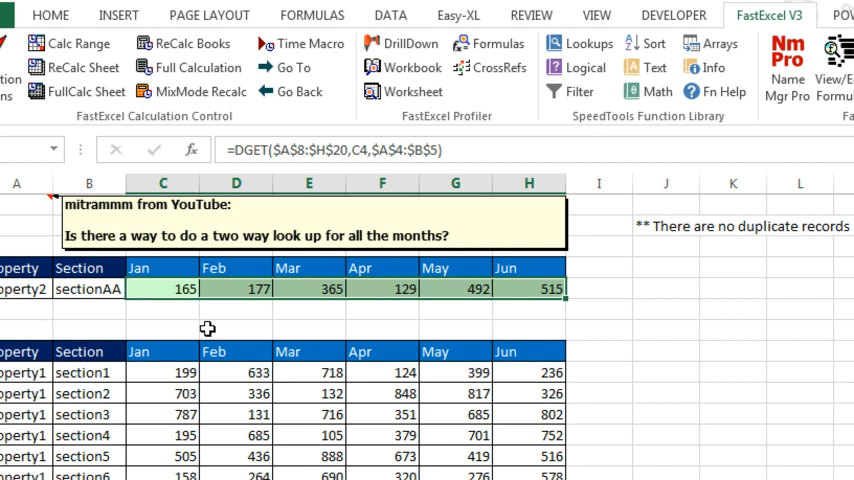 HOME INSERT PAGE LAYOUT FORMULAS DATA Easy-XL REVIEW VIEW DEVELOPER FastExcel V3
Calc Range ReCalc Books Time Macro DrillDown Formulas Lookups Sort Arrays Nm
ReCalc Sheet Full Calculation Go To Workbook CrossRefs Logical Text Info Pro
FullCalc Sheet MixMode Recalc Go Back Worksheet Filter Math Fn Help Name
Mgr Pro
FastExcel Calculation Control FastExcel Profiler SpeedTools Function Library
fx =DGET($A$8:$H$20,C4,$A$4:$B$5)
A B C D E F G H I J K L
mitrammm from YouTube:
** There are no duplicate records
Is there a way to do a two way look up for all the months?
operty Section Jan Feb Mar Apr May Jun
operty2 sectionAA 165 177 365 129 492 515
operty Section Jan Feb Mar Apr May Jun
operty1 section1 199 633 718 124 399 236
operty1 section2 703 336 132 848 817 326
operty1 section3 787 131 716 351 685 802
operty1 section4 195 685 105 379 701 752
operty1 section5 505 436 888 673 419 516
operty1 section6 158 264 690 320 276 578